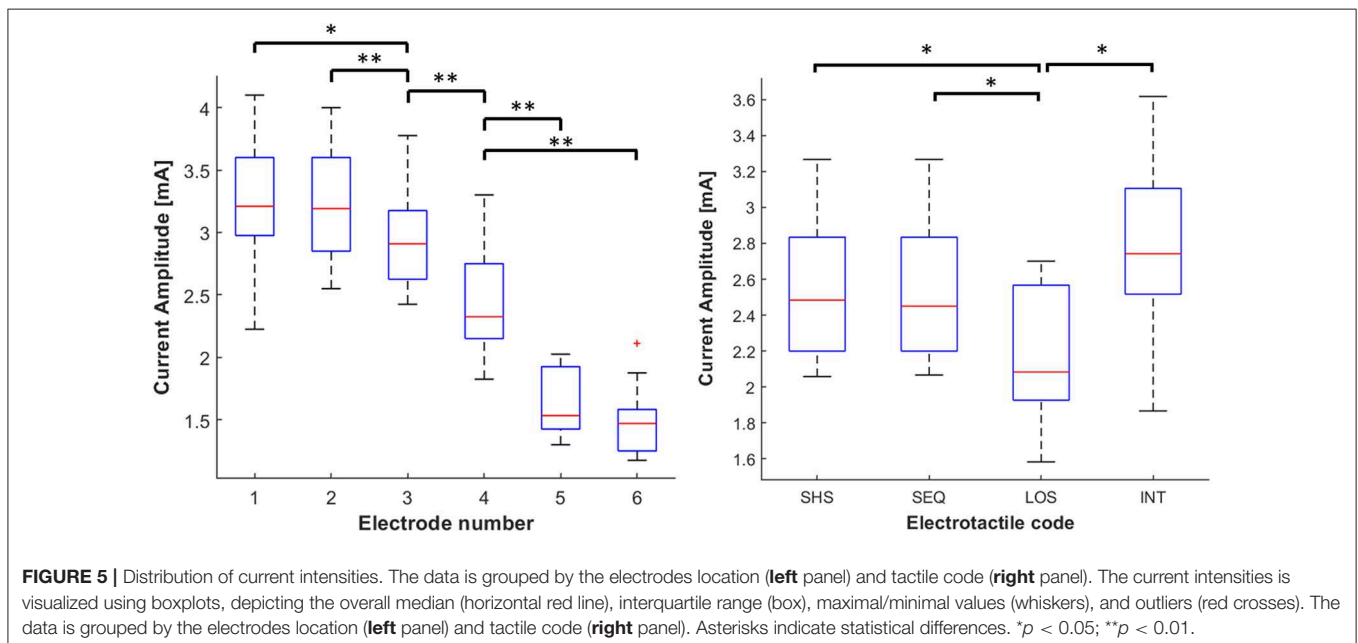 *
**
**
**
**
4
3.5
3
2.5
2
1.5
Current Amplitude [mA]
1 2 3 4 5 6
Electrode number
*
*
*
3.6
3.4
3.2
2.8
2.6
2.4
2.2
2
1.8
1.6
Current Amplitude [mA]
SHS SEQ LOS INT
Electrotactile code
FIGURE 5 | Distribution of current intensities. The data is grouped by the electrodes location (left panel) and tactile code (right panel). The current intensities is
visualized using boxplots, depicting the overall median (horizontal red line), interquartile range (box), maximal/minimal values (whiskers), and outliers (red crosses). The
data is grouped by the electrodes location (left panel) and tactile code (right panel). Asterisks indicate statistical differences. *p < 0.05; **p < 0.01.